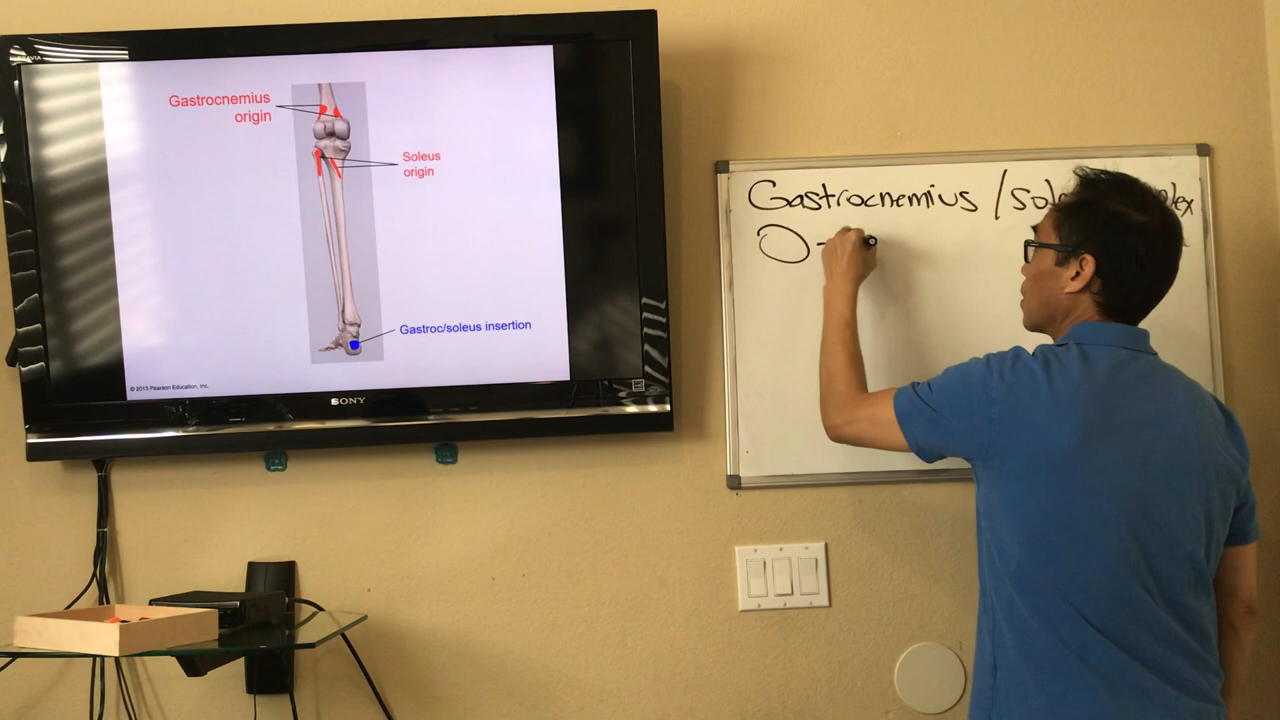 Gastrocnemius
origin
Soleus
origin
Gastroc/soleus insertion
© 2013 Pearson Education, Inc.
SONY
Gastrocnemius /sol
O-